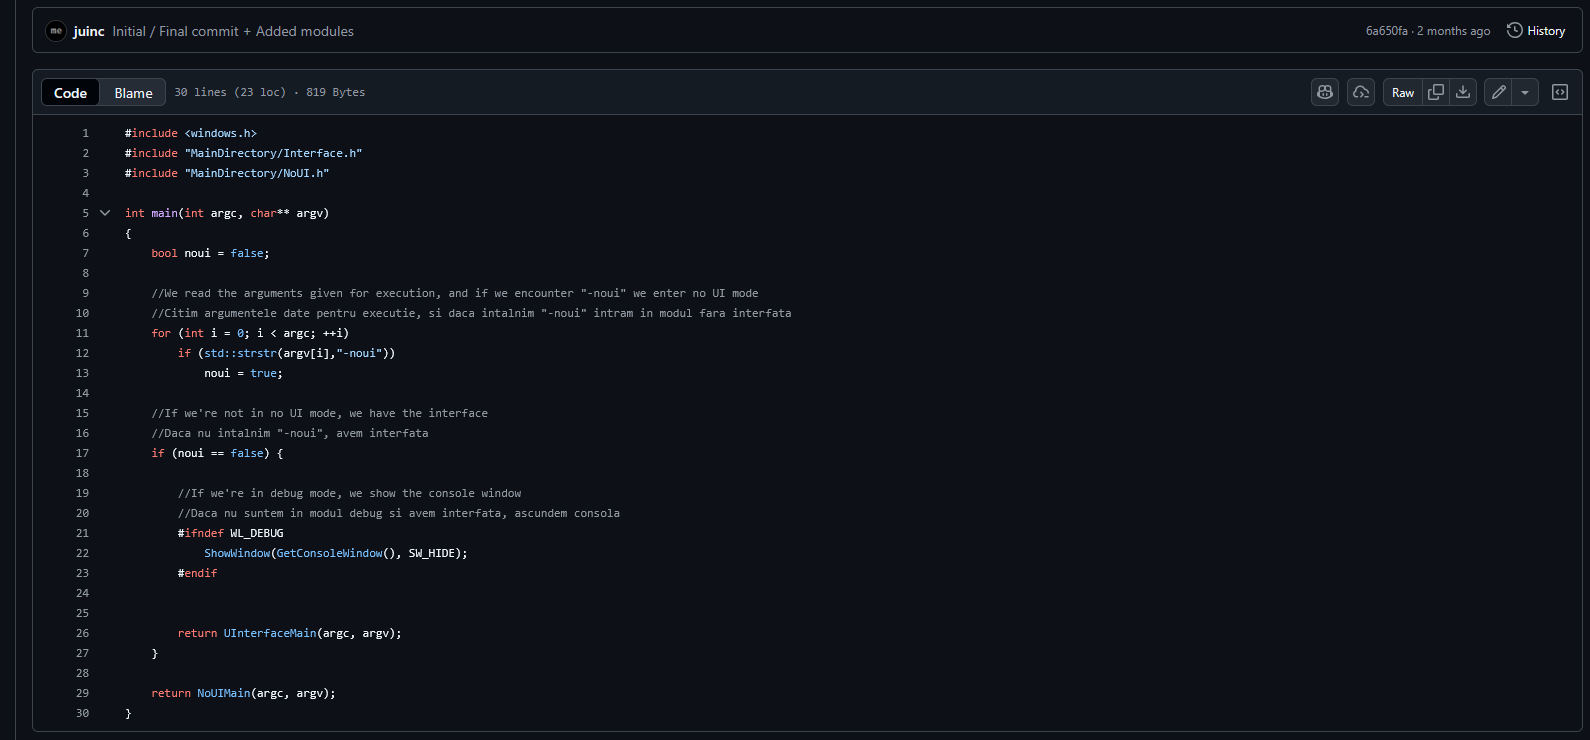 me juinc Initial / Final commit + Added modules 6a650fa · 2 months ago History
Code Blame 30 lines (23 loc) · 819 Bytes Raw
1 #include <windows.h>
2 #include "MainDirectory/Interface.h"
3 #include "MainDirectory/NoUI.h"
4
5 int main(int argc, char** argv)
6 {
7     bool noui = false;
8
9     //We read the arguments given for execution, and if we encounter "-noui" we enter no UI mode
10     //Citim argumentele date pentru executie, si daca intalnim "-noui" intram in modul fara interfata
11     for (int i = 0; i < argc; ++i)
12         if (std::strstr(argv[i],"-noui"))
13             noui = true;
14
15     //If we're not in no UI mode, we have the interface
16     //Daca nu intalnim "-noui", avem interfata
17     if (noui == false) {
18
19         //If we're in debug mode, we show the console window
20         //Daca nu suntem in modul debug si avem interfata, ascundem consola
21         #ifndef WL_DEBUG
22             ShowWindow(GetConsoleWindow(), SW_HIDE);
23         #endif
24
25
26         return UInterfaceMain(argc, argv);
27     }
28
29     return NoUIMain(argc, argv);
30 }